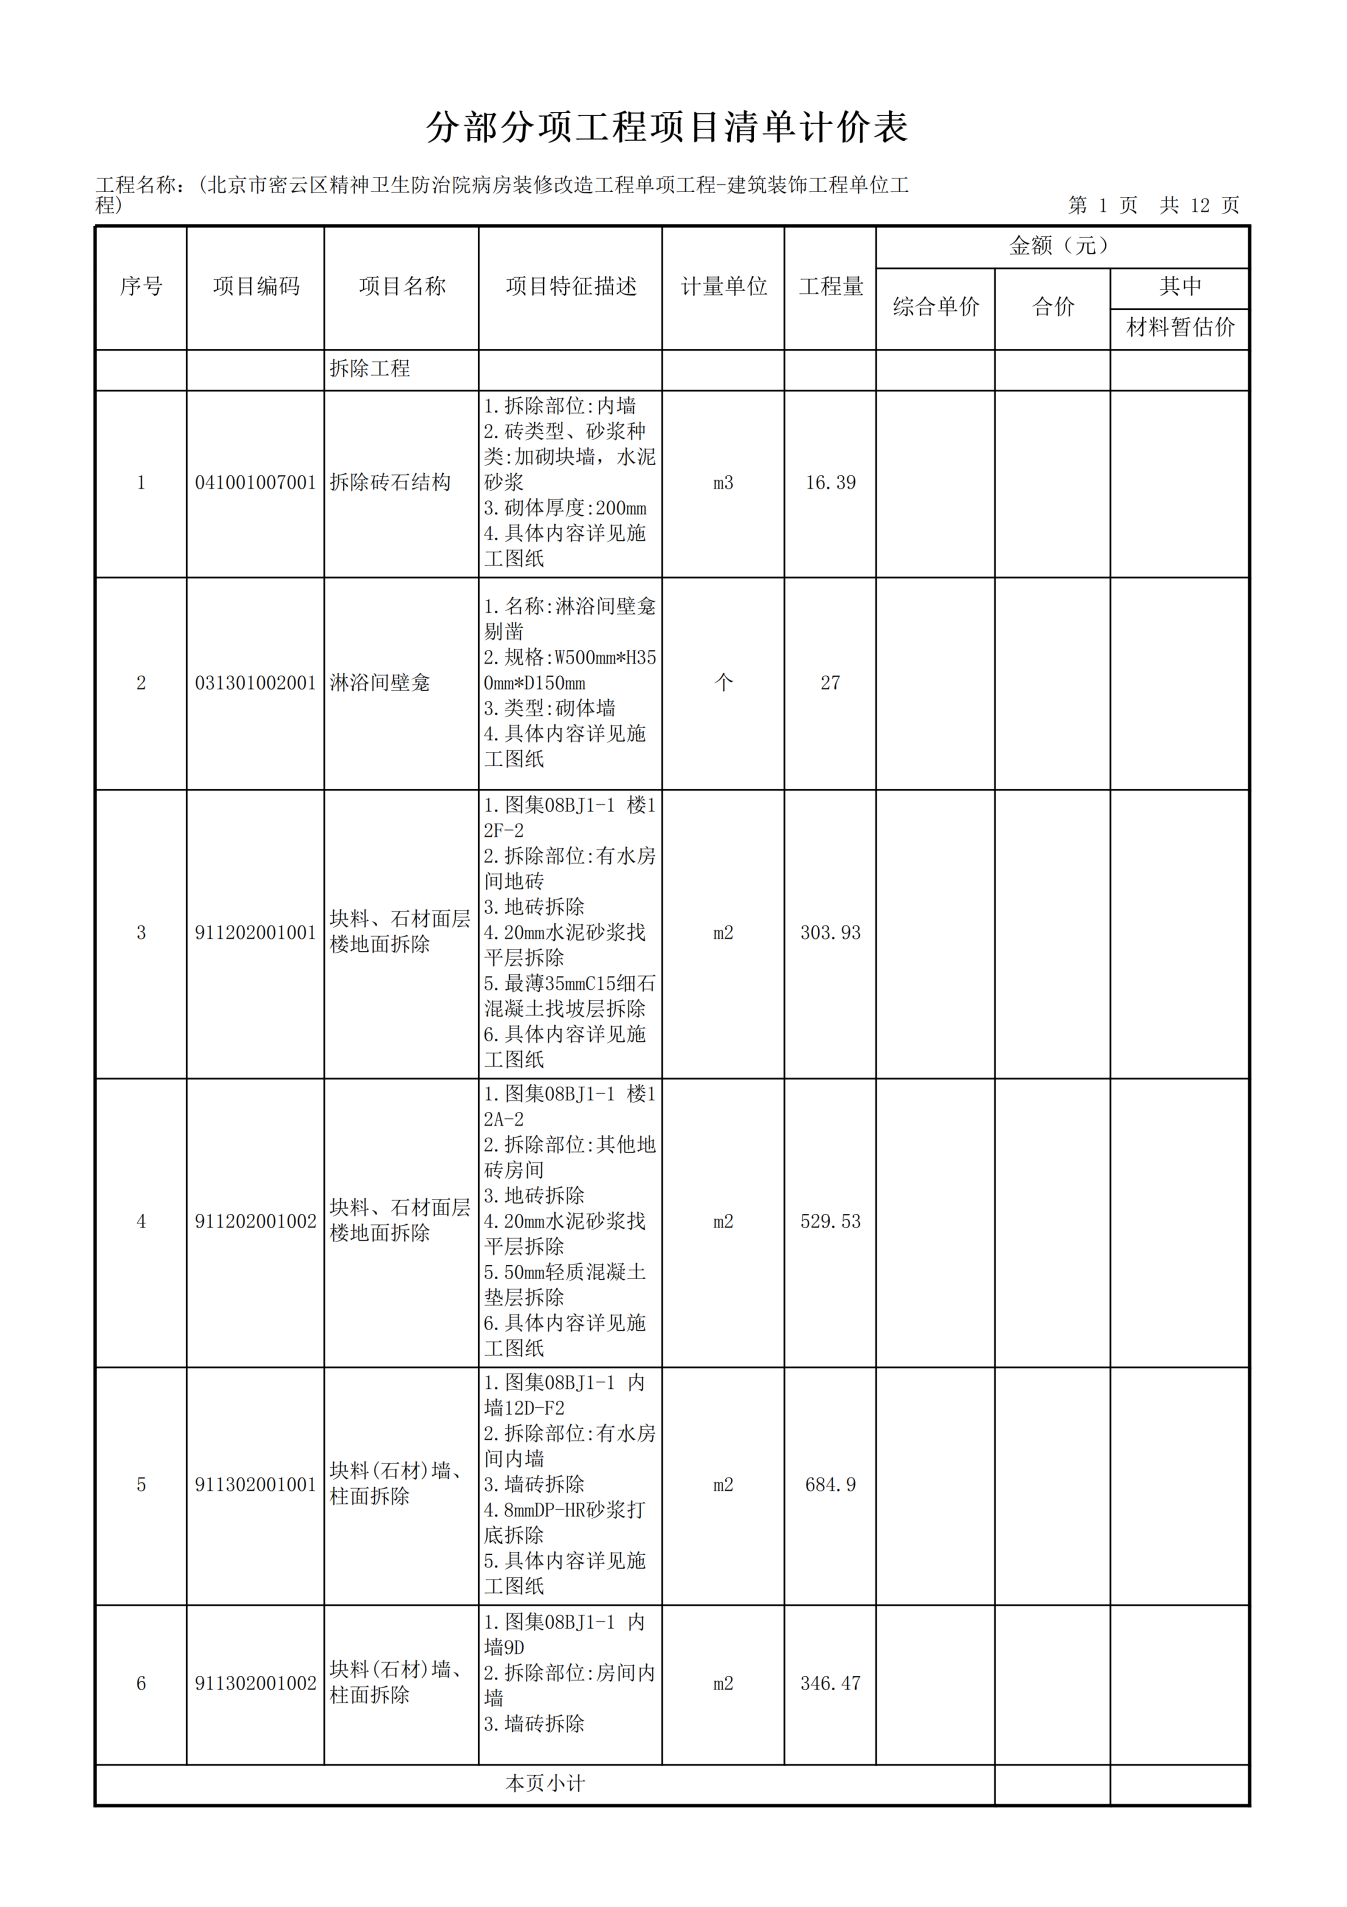 分部分项工程项目清单计价表
工程名称：(北京市密云区精神卫生防治院病房装修改造工程单项工程-建筑装饰工程单位工
程)
第 1 页 共 12 页
序号 项目编码 项目名称 项目特征描述 计量单位 工程量 金额（元）
综合单价 合价 其中
材料暂估价
拆除工程
1 041001007001 拆除砖石结构
1.拆除部位:内墙
2.砖类型、砂浆种
类:加砌块墙，水泥
砂浆
3.砌体厚度:200mm
4.具体内容详见施
工图纸
m3 16.39
2 031301002001 淋浴间壁龛
1.名称:淋浴间壁龛
剔凿
2.规格:W500mm*H35
0mm*D150mm
3.类型:砌体墙
4.具体内容详见施
工图纸
个 27
3 911202001001
块料、石材面层
楼地面拆除
1.图集08BJ1-1 楼1
2F-2
2.拆除部位:有水房
间地砖
3.地砖拆除
4.20mm水泥砂浆找
平层拆除
5.最薄35mmC15细石
混凝土找坡层拆除
6.具体内容详见施
工图纸
m2 303.93
4 911202001002
块料、石材面层
楼地面拆除
1.图集08BJ1-1 楼1
2A-2
2.拆除部位:其他地
砖房间
3.地砖拆除
4.20mm水泥砂浆找
平层拆除
5.50mm轻质混凝土
垫层拆除
6.具体内容详见施
工图纸
m2 529.53
5 911302001001
块料(石材)墙、
柱面拆除
1.图集08BJ1-1 内
墙12D-F2
2.拆除部位:有水房
间内墙
3.墙砖拆除
4.8mmDP-HR砂浆打
底拆除
5.具体内容详见施
工图纸
m2 684.9
6 911302001002
块料(石材)墙、
柱面拆除
1.图集08BJ1-1 内
墙9D
2.拆除部位:房间内
墙
3.墙砖拆除
m2 346.47
本页小计